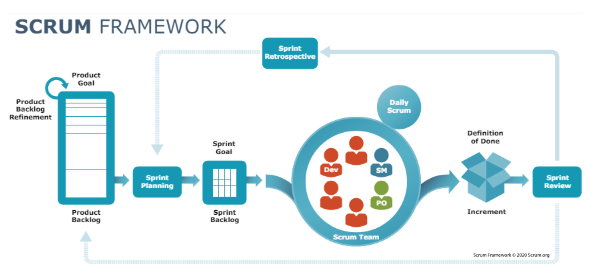 SCRUM FRAMEWORK
Sprint
Retrospective
Product
Goal
Product
Backlog
Refinement
Daily
Scrum
Sprint
Goal
Definition
of Done
Dev
SM
Sprint
Planning
Sprint
Review
PO
Product
Backlog
Sprint
Backlog
Increment
Scrum Team
Scrum Framework © 2020 Scrum.org